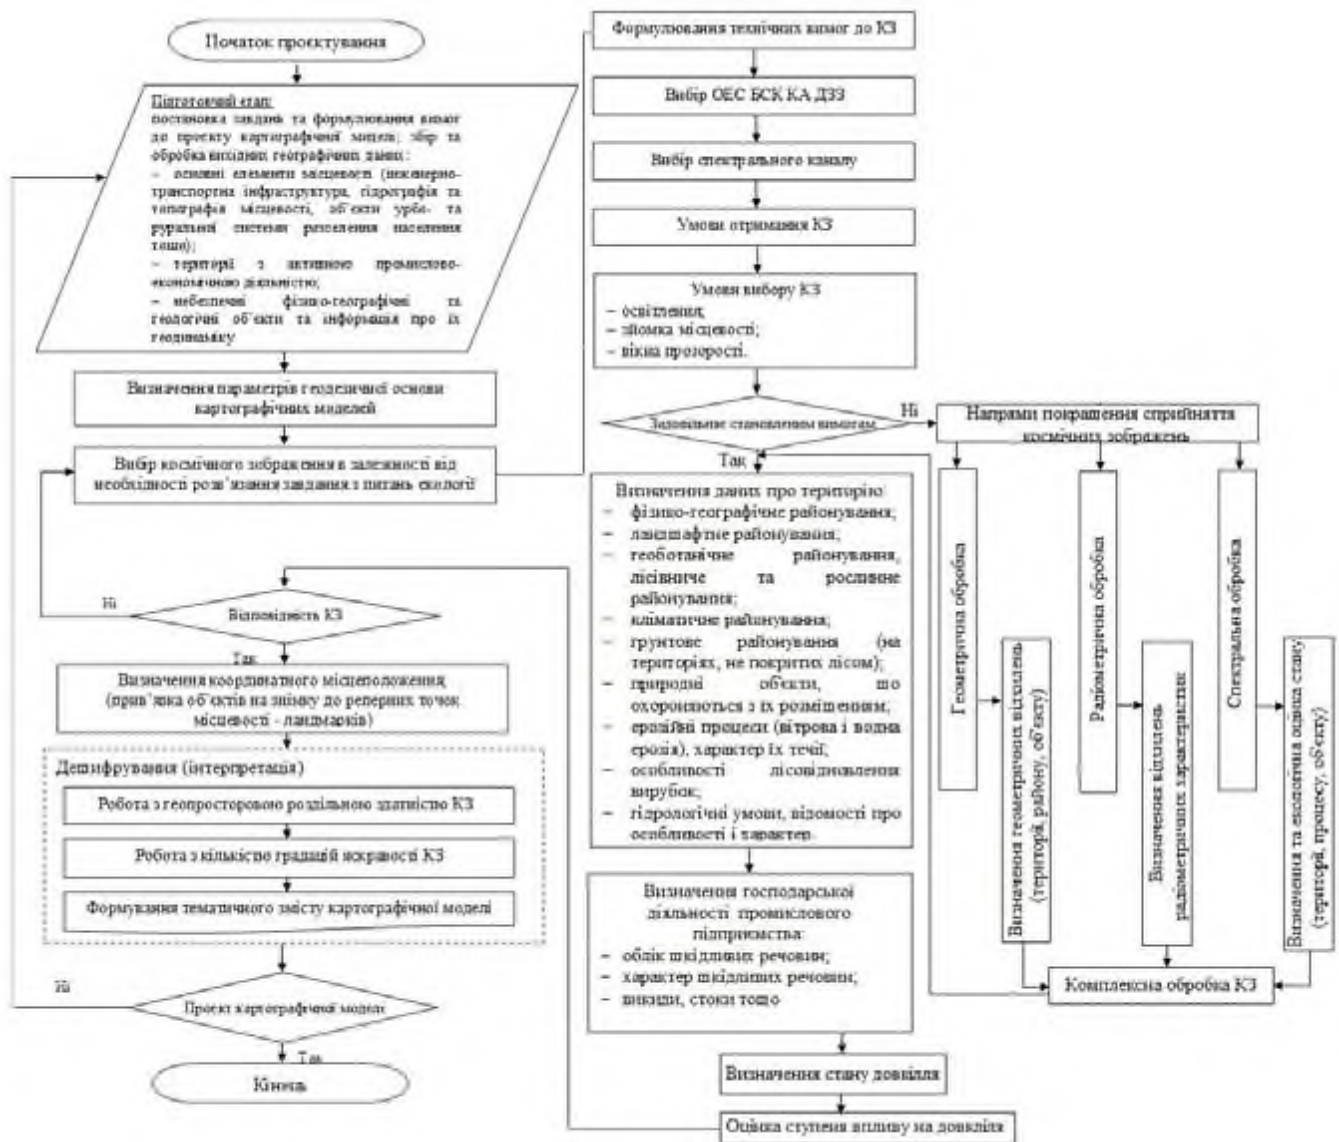 Початок проєктування
Підготовчий етап:
постановка завдань та формулювання вимог
до проєкту картографічної моделі; збір та
обробка вихідних географічних даних:
– основні елементи місцевості (інженерно-
транспортна інфраструктура, гідрографія та
топографія місцевості, об'єкти урбо- та
руральної системи розселення населення
тощо);
– території з активною промислово-
економічною діяльністю;
– небезпечні фізико-географічні та
геологічні об'єкти та інформація про їх
геодинаміку
Визначення параметрів геодезичної основи
картографічних моделей
Вибір космічного зображення в залежності від
необхідності розв'язання завдання з питань екології
Ні
Відповідність КЗ
Так
Визначення координатного місцеположення,
(прив'язка об'єктів на знімку до реперних точок
місцевості - ландмарків)
Дешифрування (інтерпретація)
Робота з геопросторовою роздільною здатністю КЗ
Робота з кількістю градацій яскравості КЗ
Формування тематичного змісту картографічної моделі
Ні
Проєкт картографічної моделі
Так
Кінець
Формулювання технічних вимог до КЗ
Вибір ОЕС БСК КА ДЗЗ
Вибір спектрального каналу
Умови отримання КЗ
Умови вибору КЗ
– освітлення;
– зйомка місцевості;
– вікна прозорості.
Задовільне становленим вимогам
Ні
Так
Визначення даних про територію:
– фізико-географічне районування;
– ландшафтне районування;
– геоботанічне районування,
лісівниче та рослинне
районування;
– кліматичне районування;
– грунтове районування (на
територіях, не покритих лісом);
– природні об'єкти, що
охороняються з їх розміщенням;
– ерозійні процеси (вітрова і водна
ерозія), характер їх течії;
– особливості лісовідновлення
вирубок;
– гідрологічні умови, відомості про
особливості і характер.
Визначення господарської
діяльності промислового
підприємства:
– облік шкідливих речовин;
– характер шкідливих речовин;
– викиди, стоки тощо
Визначення стану довкілля
Оцінка ступеня впливу на довкілля
Напрями покращення сприйняття
космічних зображень
Геометрична обробка
Визначення геометричних відхилень
(території, району, об'єкту)
Радіометрична обробка
Визначення відхилень
радіометричних характеристик
Спектральна обробка
Визначення та екологічна оцінка стану
(території, процесу, об'єкту)
Комплексна обробка КЗ